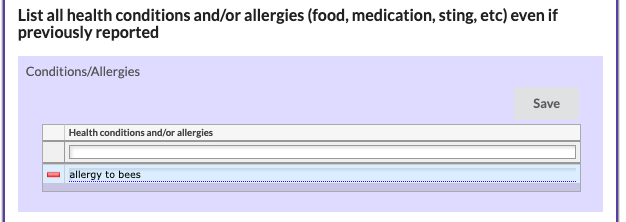 List all health conditions and/or allergies (food, medication, sting, etc) even if
previously reported
Conditions/Allergies
Save
Health conditions and/or allergies
allergy to bees